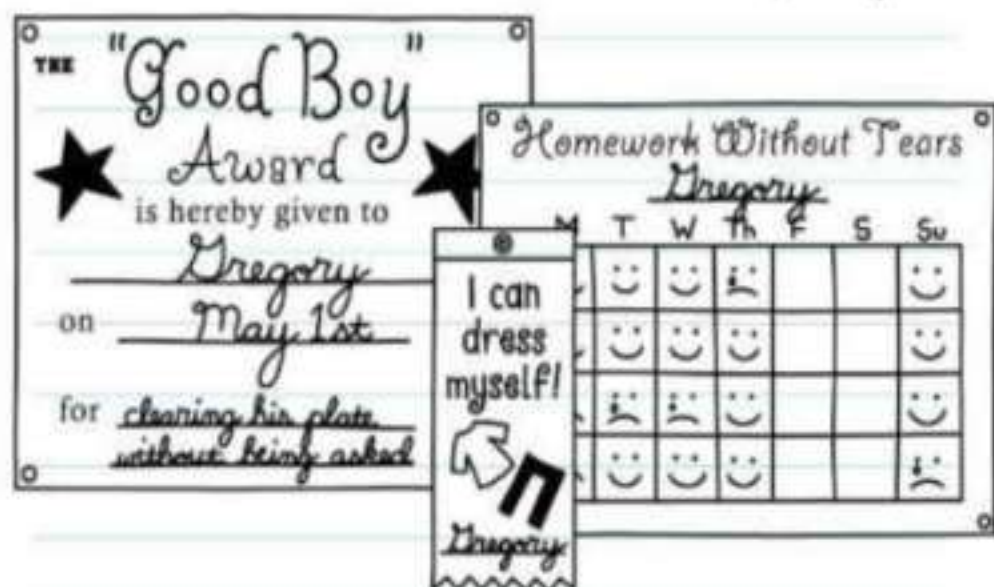 THE "Good Boy"
Award
is hereby given to
Gregory
on May 1st
for clearing his plate
without being asked
I can
dress
myself!
Gregory
Homework Without Tears
Gregory
M T W Th F S Su